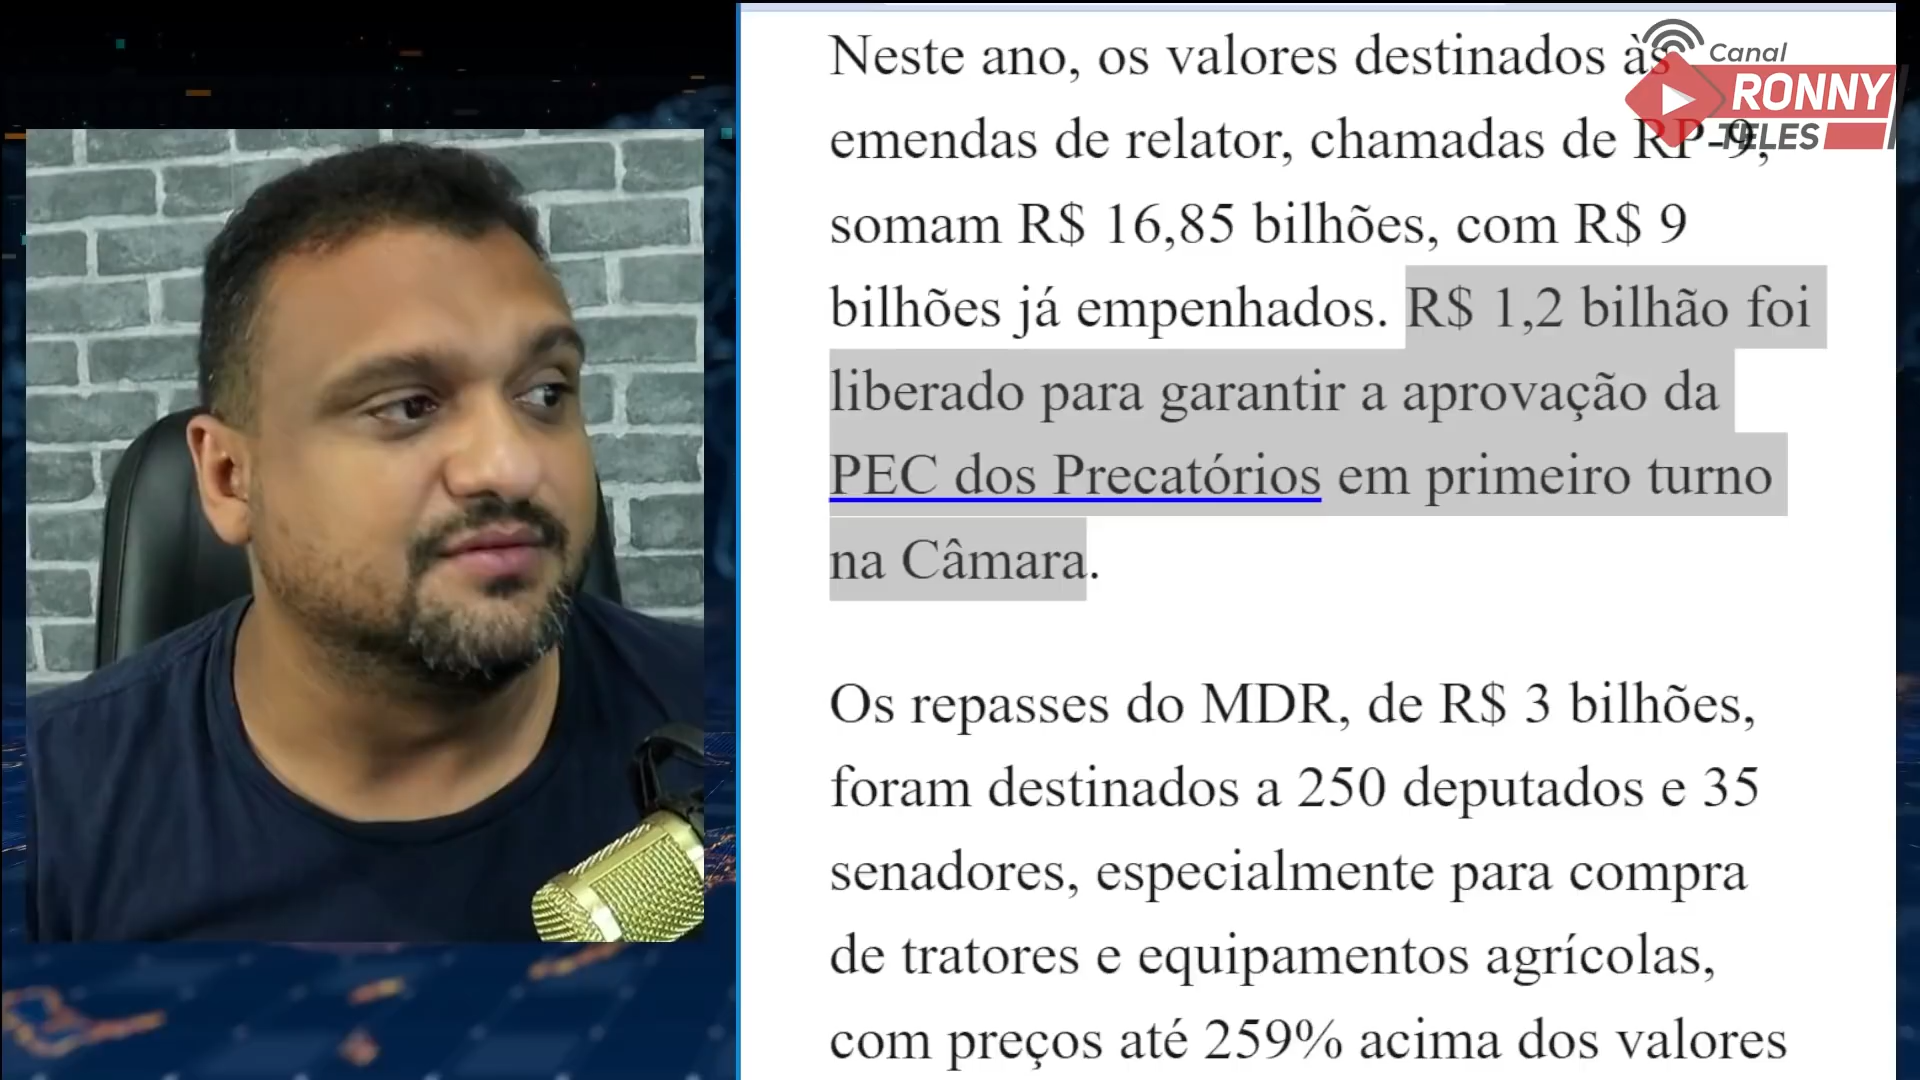 Neste ano, os valores destinados às
emendas de relator, chamadas de RP-9,
somam R$ 16,85 bilhões, com R$ 9
bilhões já empenhados. R$ 1,2 bilhão foi
liberado para garantir a aprovação da
PEC dos Precatórios em primeiro turno
na Câmara.
Os repasses do MDR, de R$ 3 bilhões,
foram destinados a 250 deputados e 35
senadores, especialmente para compra
de tratores e equipamentos agrícolas,
com preços até 259% acima dos valores
Canal
RONNY
TELES